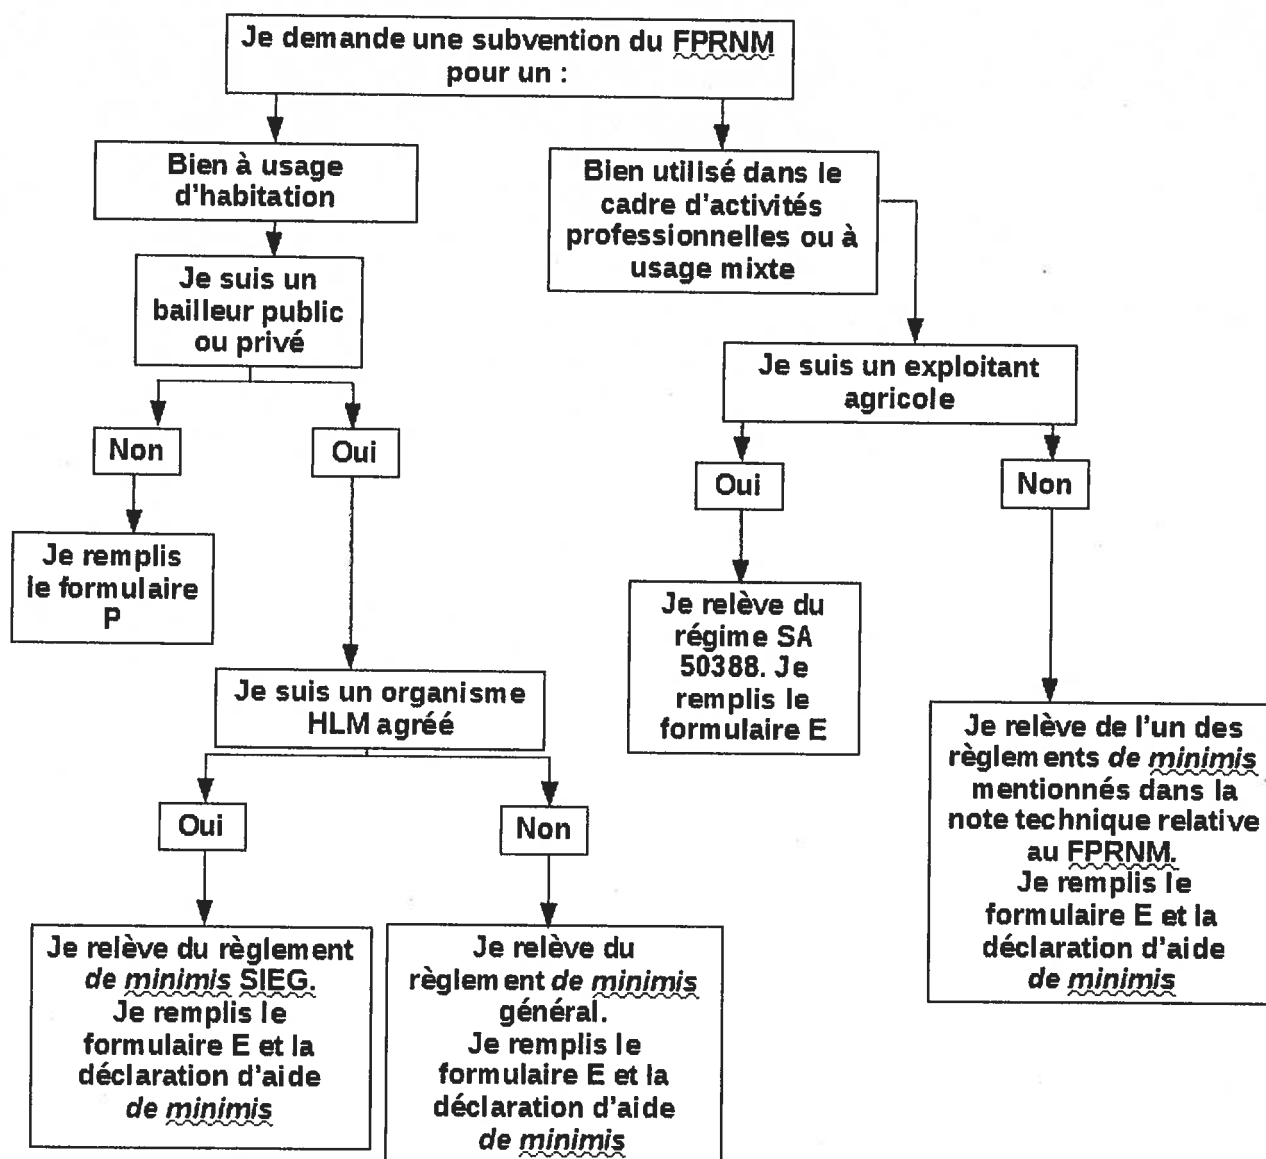 Je demande une subvention du FPRNM
pour un :
Bien à usage
d'habitation
Bien utilisé dans le
cadre d'activités
professionnelles ou à
usage mixte
Je suis un
bailleur public
ou privé
Je suis un exploitant
agricole
Non
Oui
Oui
Non
Je remplis
le formulaire
P
Je relève du
régime SA
50388. Je
remplis le
formulaire E
Je suis un organisme
HLM agréé
Je relève de l'un des
règlements de minimis
mentionnés dans la
note technique relative
au FPRNM.
Je remplis le
formulaire E et la
déclaration d'aide
de minimis
Oui
Non
Je relève du règlement
de minimis SIEG.
Je remplis le
formulaire E et la
déclaration d'aide
de minimis
Je relève du
règlement de minimis
général.
Je remplis le
formulaire E et la
déclaration d'aide
de minimis